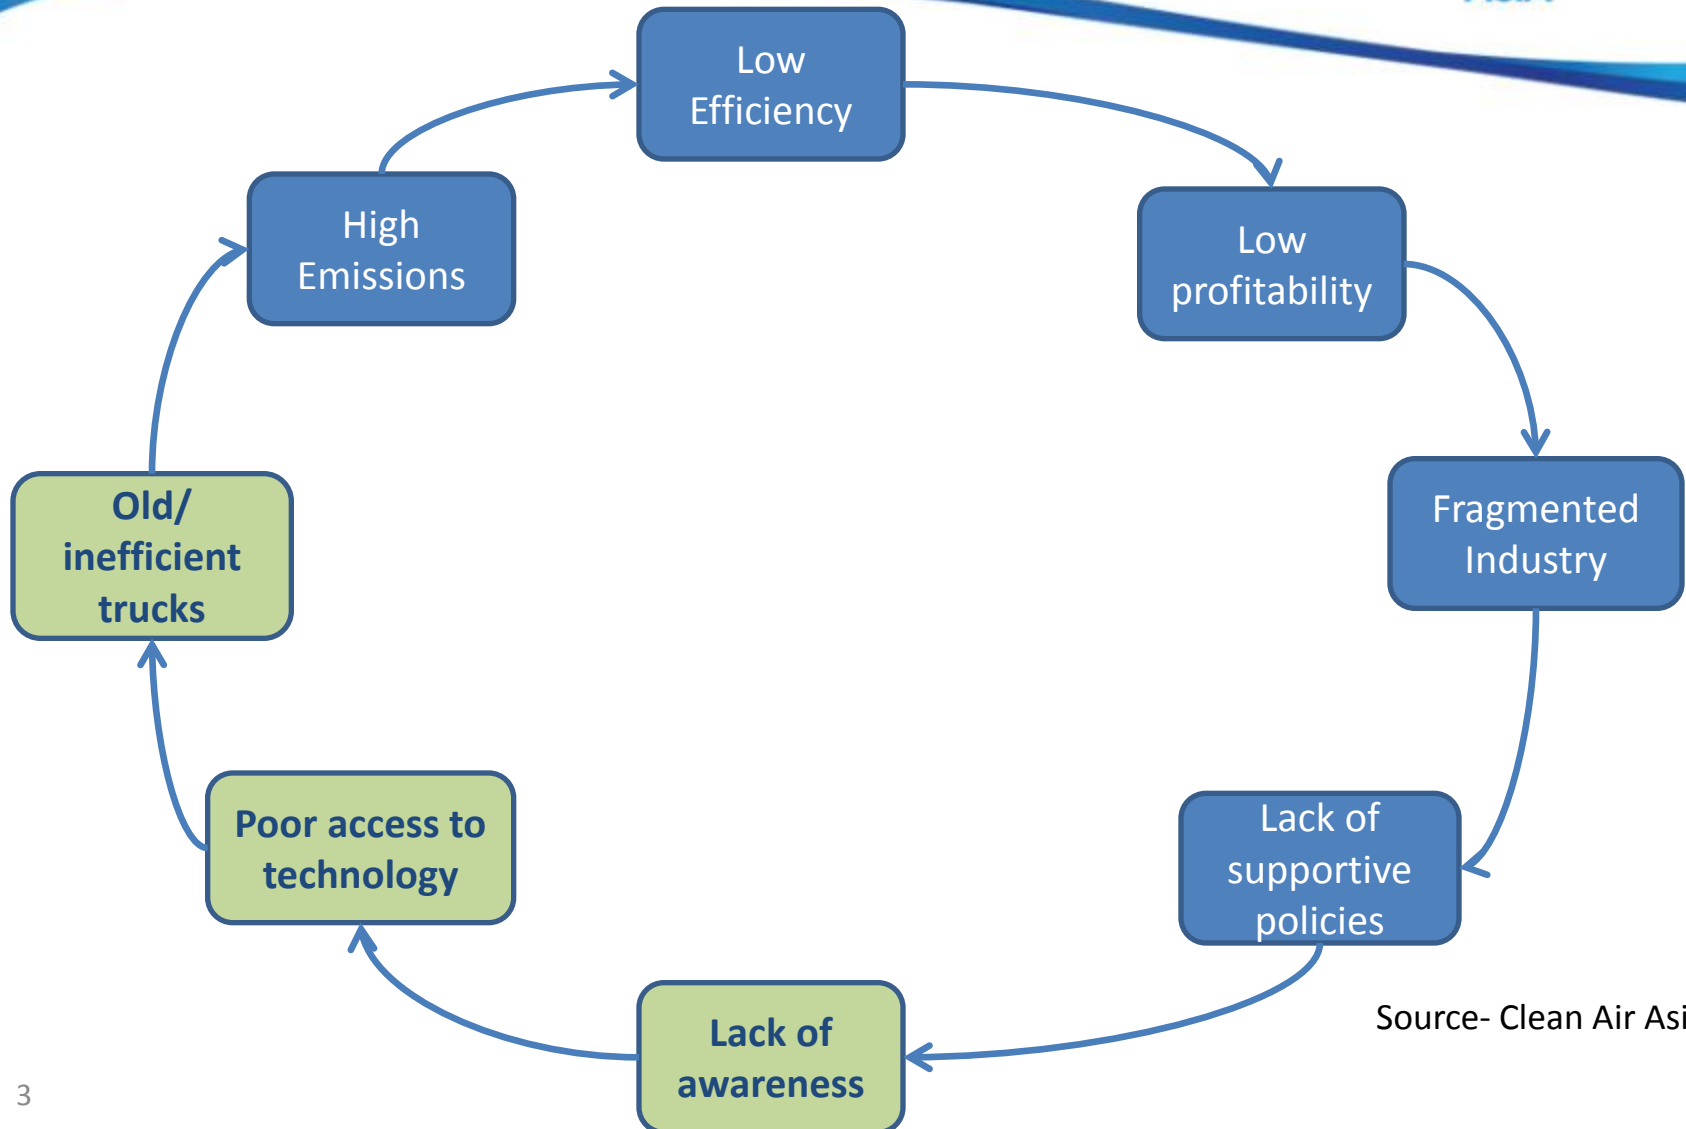 Low
Efficiency
High
Emissions
Low
profitability
Old/
inefficient
trucks
Fragmented
Industry
Poor access to
technology
Lack of
supportive
policies
Lack of
awareness
Source- Clean Air Asi
3